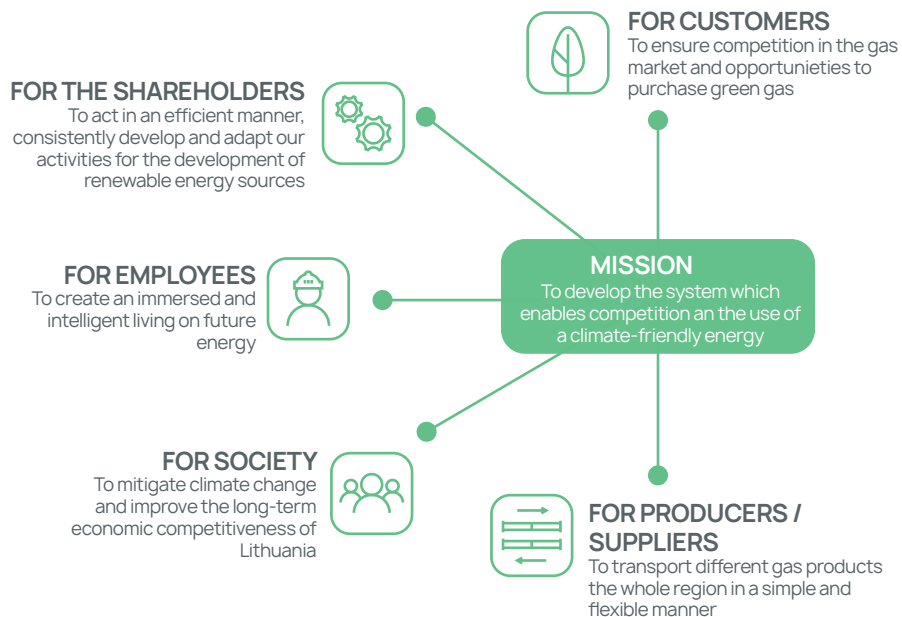 FOR CUSTOMERS
To ensure competition in the gas
market and opportunieties to
purchase green gas
FOR THE SHAREHOLDERS
To act in an efficient manner,
consistently develop and adapt our
activities for the development of
renewable energy sources
MISSION
To develop the system which
enables competition an the use of
a climate-friendly energy
FOR EMPLOYEES
To create an immersed and
intelligent living on future
energy
FOR SOCIETY
To mitigate climate change
and improve the long-term
economic competitiveness of
Lithuania
FOR PRODUCERS /
SUPPLIERS
To transport different gas products
the whole region in a simple and
flexible manner